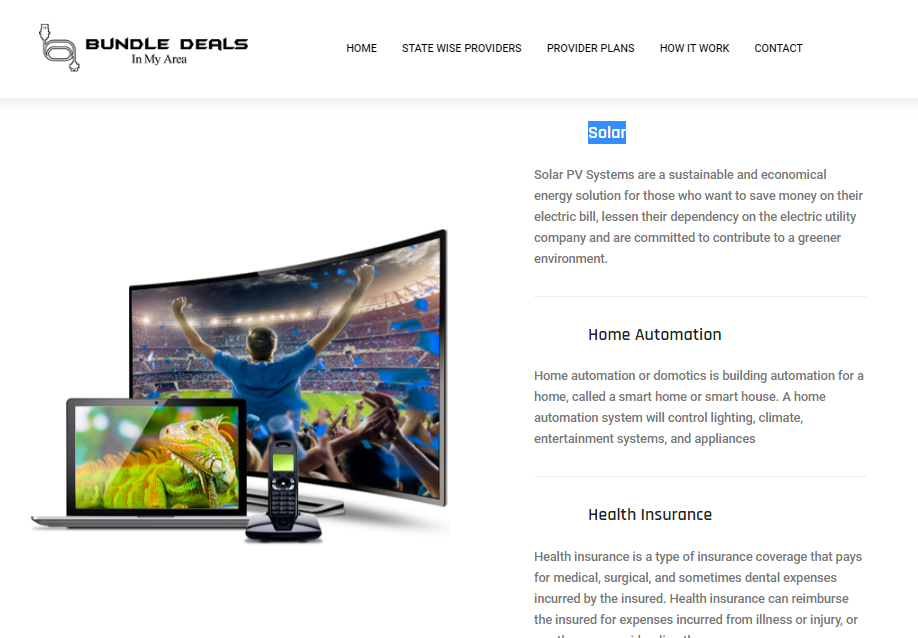 BUNDLE DEALS
In My Area
HOME STATE WISE PROVIDERS PROVIDER PLANS HOW IT WORK CONTACT
Solar
Solar PV Systems are a sustainable and economical
energy solution for those who want to save money on their
electric bill, lessen their dependency on the electric utility
company and are committed to contribute to a greener
environment.
Home Automation
Home automation or domotics is building automation for a
home, called a smart home or smart house. A home
automation system will control lighting, climate,
entertainment systems, and appliances
Health Insurance
Health insurance is a type of insurance coverage that pays
for medical, surgical, and sometimes dental expenses
incurred by the insured. Health insurance can reimburse
the insured for expenses incurred from illness or injury, or